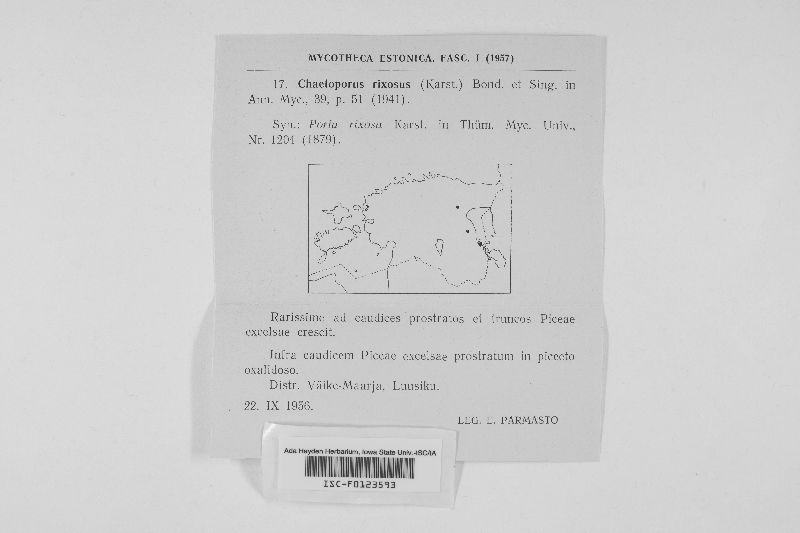 MYCOTHECA ESTONICA. FASC. I (1957)
17. Chaetoporus rixosus (Karst.) Bond. et Sing. in
Ann. Myc., 39, p. 51 (1941).
Syn.: Poria rixosa Karst. in Thüm. Myc. Univ.,
Nr. 1204 (1879).
Rarissime ad caudices prostratos et truncos Piceae
excelsae crescit.
Infra caudicem Piceae excelsae prostratum in piceeto
oxalidoso.
Distr. Väike-Maarja, Luusiku.
22. IX 1956.
LEG. E. PARMASTO
Ada Hayden Herbarium, Iowa State Univ.-ISC/IA
ISC-F0123593